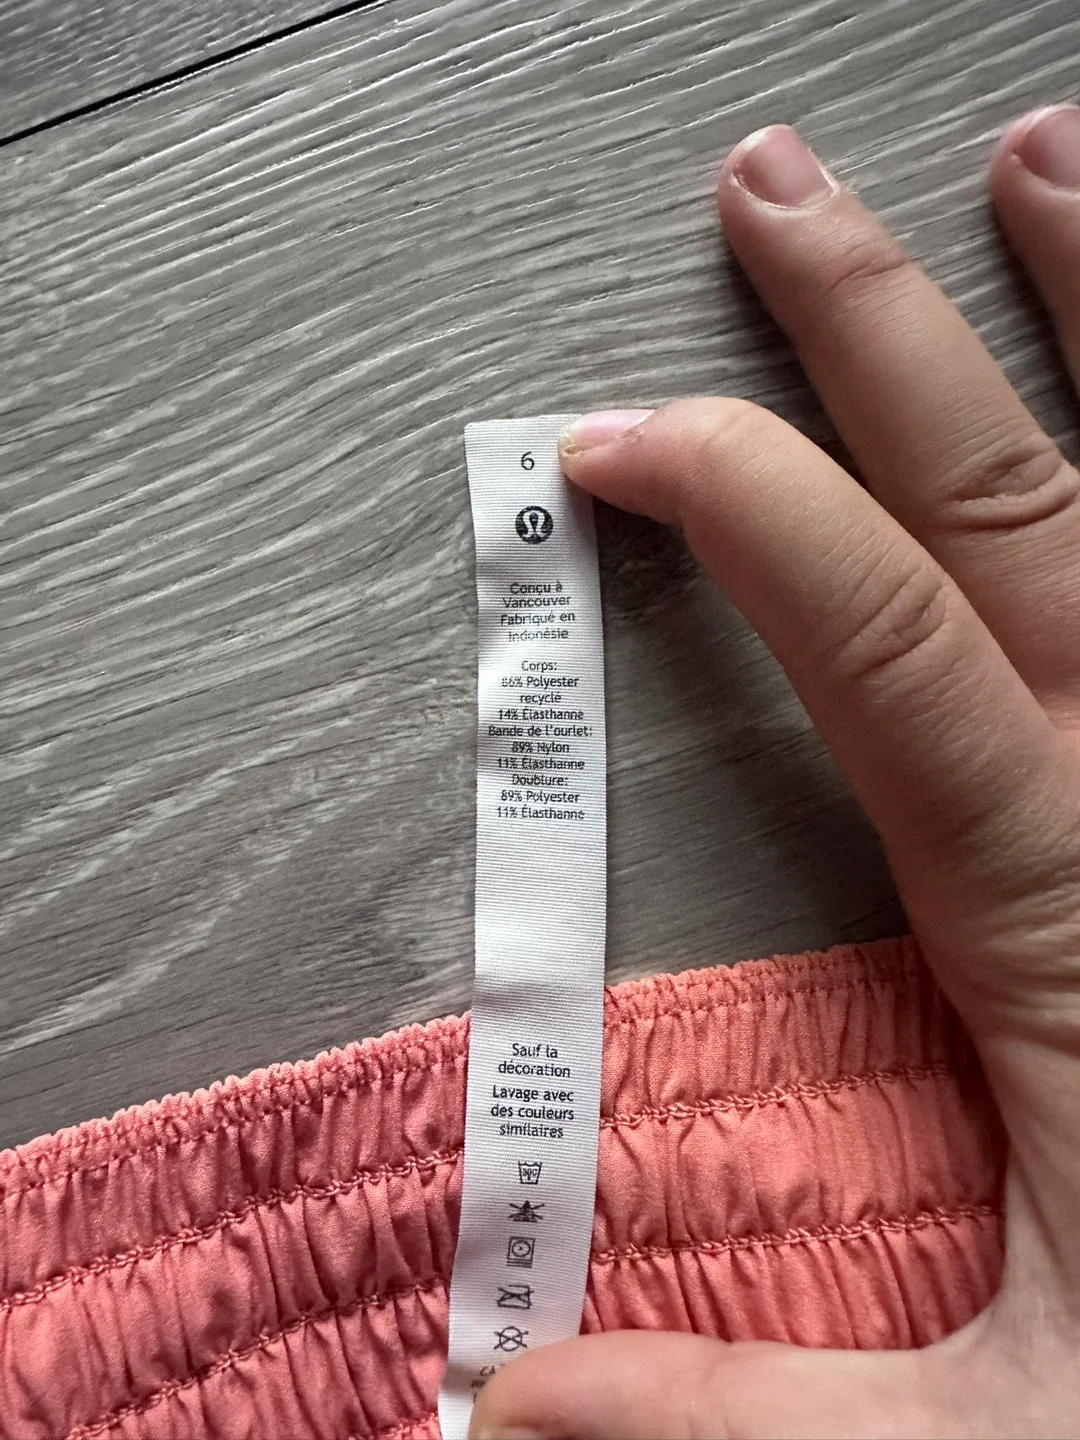 6
Conçu à
Vancouver
Fabriqué en
Indonésie
Corps:
86% Polyester
recyclé
14% Élasthanne
Bande de l'ourlet:
89% Nylon
11% Élasthanne
Doublure:
89% Polyester
11% Élasthanne
Sauf la
décoration
Lavage avec
des couleurs
similaires